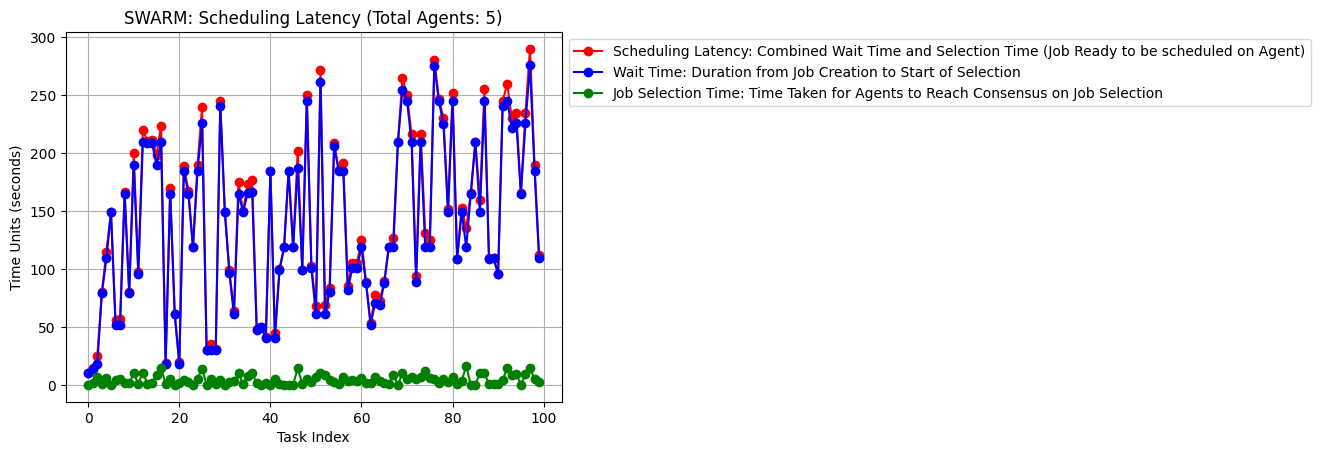 SWARM: Scheduling Latency (Total Agents: 5)
Scheduling Latency: Combined Wait Time and Selection Time (Job Ready to be scheduled on Agent)
Wait Time: Duration from Job Creation to Start of Selection
Job Selection Time: Time Taken for Agents to Reach Consensus on Job Selection
Time Units (seconds)
300
250
200
150
100
50
0
0 20 40 60 80 100
Task Index